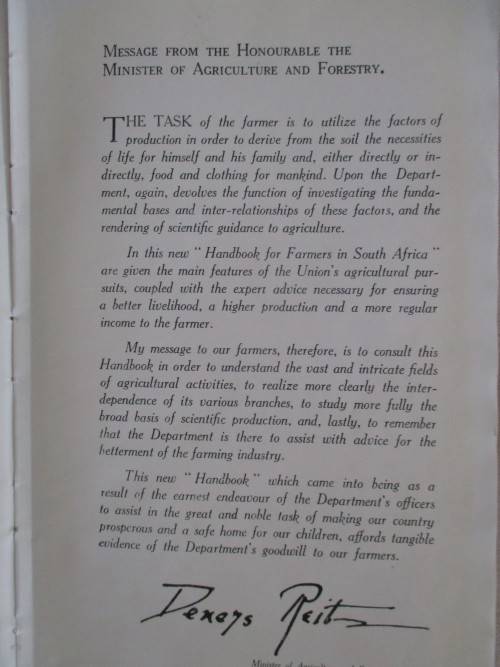 MESSAGE FROM THE HONOURABLE THE
MINISTER OF AGRICULTURE AND FORESTRY.
THE TASK of the farmer is to utilize the factors of
production in order to derive from the soil the necessities
of life for himself and his family and, either directly or in-
directly, food and clothing for mankind. Upon the Depart-
ment, again, devolves the function of investigating the funda-
mental bases and inter-relationships of these factors, and the
rendering of scientific guidance to agriculture.
In this new " Handbook for Farmers in South Africa "
are given the main features of the Union's agricultural pur-
suits, coupled with the expert advice necessary for ensuring
a better livelihood, a higher production and a more regular
income to the farmer.
My message to our farmers, therefore, is to consult this
Handbook in order to understand the vast and intricate fields
of agricultural activities, to realize more clearly the inter-
dependence of its various branches, to study more fully the
broad basis of scientific production, and, lastly, to remember
that the Department is there to assist with advice for the
betterment of the farming industry.
This new " Handbook " which came into being as a
result of the earnest endeavour of the Department's officers
to assist in the great and noble task of making our country
prosperous and a safe home for our children, affords tangible
evidence of the Department's goodwill to our farmers.
Deneys Reitz
Minister of Agriculture and